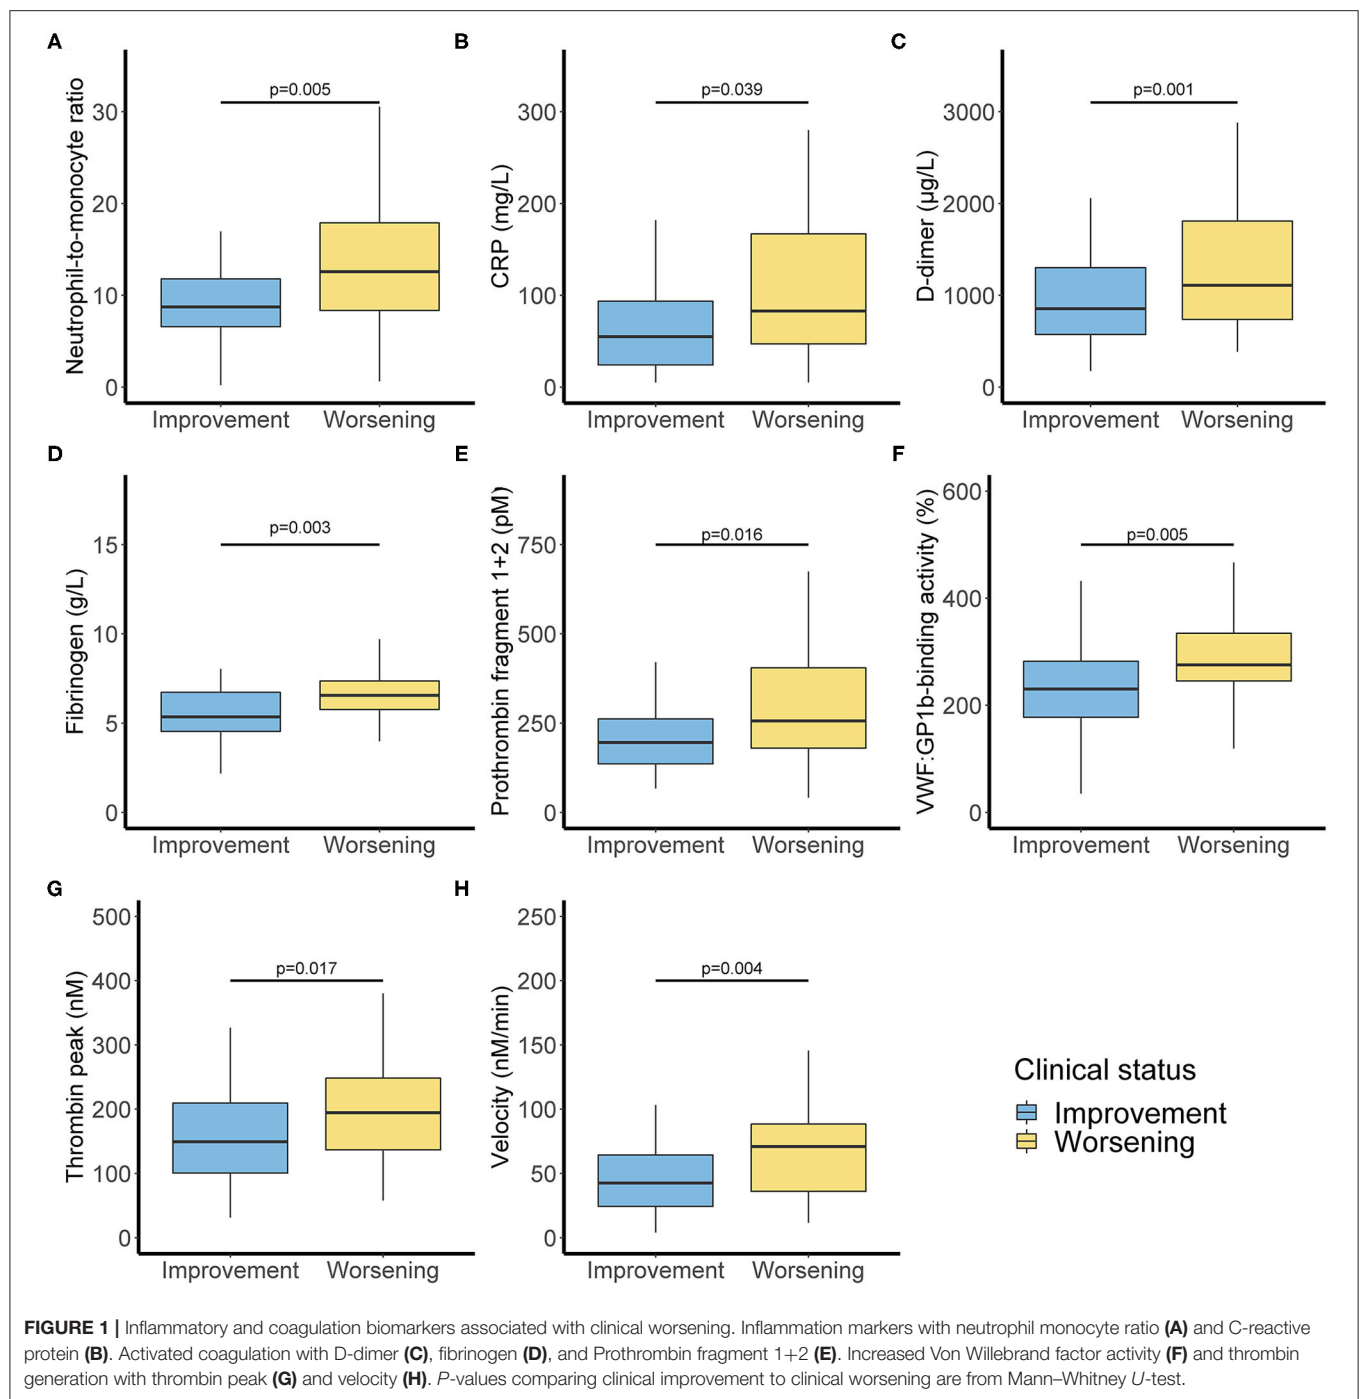 A
Neutrophil-to-monocyte ratio
30
20
10
0
p=0.005
Improvement Worsening
B
CRP (mg/L)
300
200
100
0
p=0.039
Improvement Worsening
C
D-dimer (µg/L)
3000
2000
1000
0
p=0.001
Improvement Worsening
D
Fibrinogen (g/L)
15
10
5
0
p=0.003
Improvement Worsening
E
Prothrombin fragment 1+2 (pM)
750
500
250
0
p=0.016
Improvement Worsening
F
VWF:GP1b-binding activity (%)
600
400
200
0
p=0.005
Improvement Worsening
G
Thrombin peak (nM)
500
400
300
200
100
0
p=0.017
Improvement Worsening
H
Velocity (nM/min)
250
200
150
100
50
0
p=0.004
Improvement Worsening
Clinical status
Improvement
Worsening
FIGURE 1 | Inflammatory and coagulation biomarkers associated with clinical worsening. Inflammation markers with neutrophil monocyte ratio (A) and C-reactive
protein (B). Activated coagulation with D-dimer (C), fibrinogen (D), and Prothrombin fragment 1+2 (E). Increased Von Willebrand factor activity (F) and thrombin
generation with thrombin peak (G) and velocity (H). P-values comparing clinical improvement to clinical worsening are from Mann–Whitney U-test.